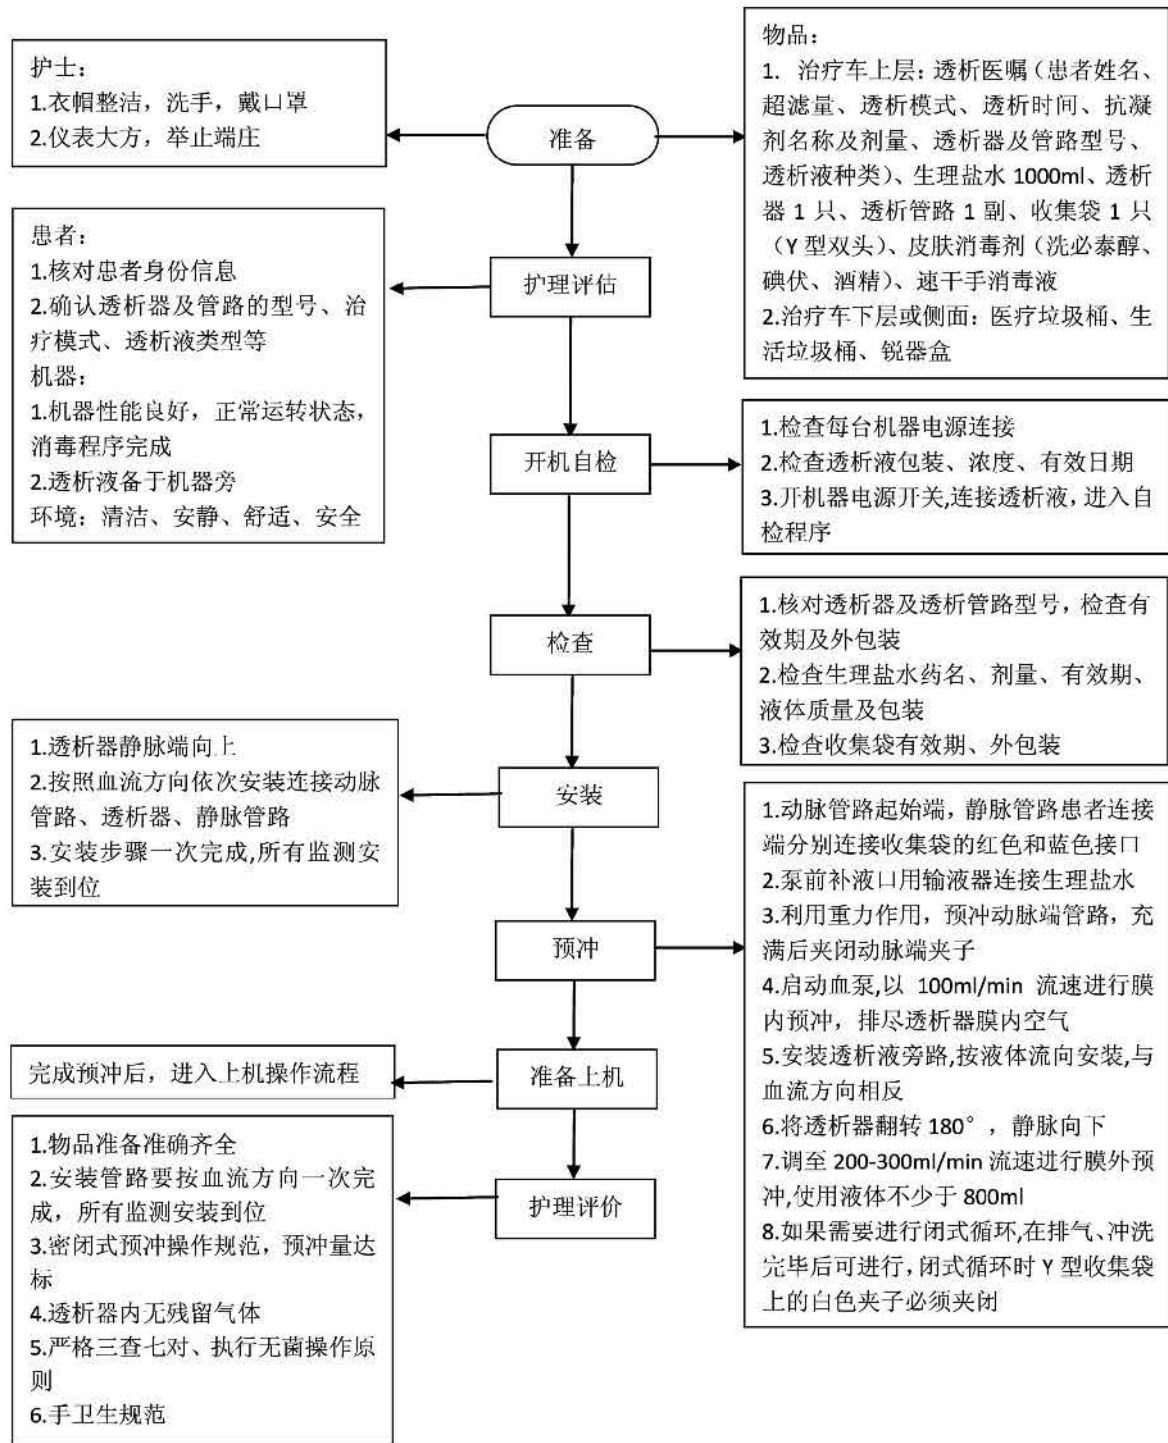 护士：
1.衣帽整洁，洗手，戴口罩
2.仪表大方，举止端庄
准备
物品：
1. 治疗车上层：透析医嘱（患者姓名、
超滤量、透析模式、透析时间、抗凝
剂名称及剂量、透析器及管路型号、
透析液种类）、生理盐水 1000ml、透析
器 1 只、透析管路 1 副、收集袋 1 只
（Y 型双头）、皮肤消毒剂（洗必泰醇、
碘伏、酒精）、速干手消毒液
2.治疗车下层或侧面：医疗垃圾桶、生
活垃圾桶、锐器盒
患者：
1.核对患者身份信息
2.确认透析器及管路的型号、治
疗模式、透析液类型等
机器：
1.机器性能良好，正常运转状态，
消毒程序完成
2.透析液备于机器旁
环境：清洁、安静、舒适、安全
护理评估
开机自检
1.检查每台机器电源连接
2.检查透析液包装、浓度、有效日期
3.开机器电源开关,连接透析液，进入自
检程序
检查
1.核对透析器及透析管路型号，检查有
效期及外包装
2.检查生理盐水药名、剂量、有效期、
液体质量及包装
3.检查收集袋有效期、外包装
1.透析器静脉端向上
2.按照血流方向依次安装连接动脉
管路、透析器、静脉管路
3.安装步骤一次完成,所有监测安
装到位
安装
预冲
1.动脉管路起始端，静脉管路患者连接
端分别连接收集袋的红色和蓝色接口
2.泵前补液口用输液器连接生理盐水
3.利用重力作用，预冲动脉端管路，充
满后夹闭动脉端夹子
4.启动血泵,以 100ml/min 流速进行膜
内预冲，排尽透析器膜内空气
5.安装透析液旁路,按液体流向安装,与
血流方向相反
6.将透析器翻转 180°，静脉向下
7.调至 200-300ml/min 流速进行膜外预
冲,使用液体不少于 800ml
8.如果需要进行闭式循环,在排气、冲洗
完毕后可进行，闭式循环时 Y 型收集袋
上的白色夹子必须夹闭
完成预冲后，进入上机操作流程
准备上机
1.物品准备准确齐全
2.安装管路要按血流方向一次完
成，所有监测安装到位
3.密闭式预冲操作规范，预冲量达
标
4.透析器内无残留气体
5.严格三查七对、执行无菌操作原
则
6.手卫生规范
护理评价